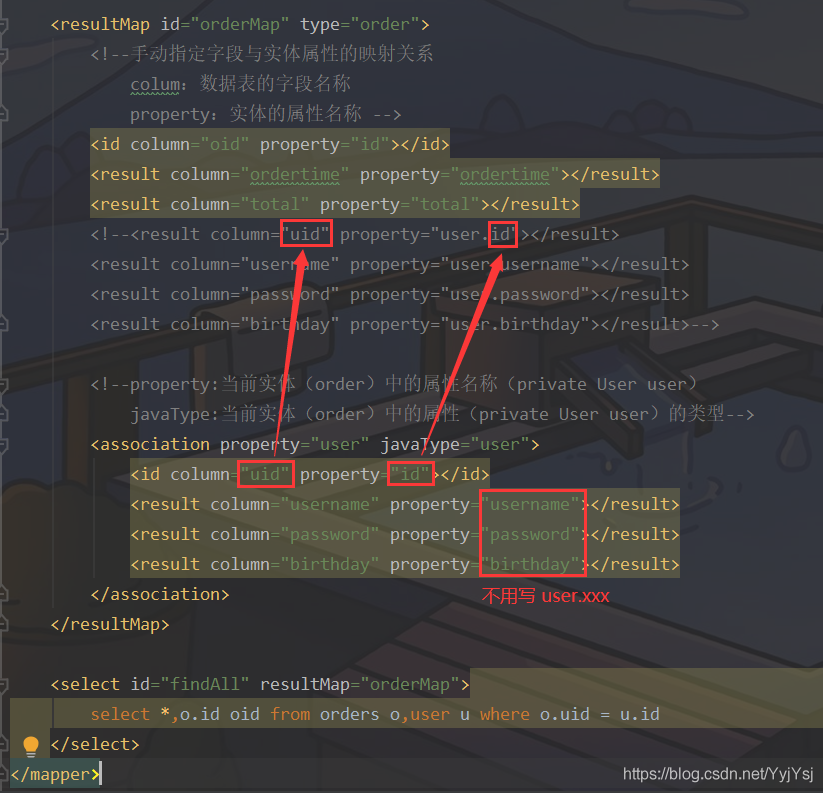 <resultMap id="orderMap" type="order">
<!--手动指定字段与实体属性的映射关系
colum：数据表的字段名称
property：实体的属性名称 -->
<id column="oid" property="id"></id>
<result column="ordertime" property="ordertime"></result>
<result column="total" property="total"></result>
<!--<result column="uid" property="user.id"></result>
<result column="username" property="user.username"></result>
<result column="password" property="user.password"></result>
<result column="birthday" property="user.birthday"></result>-->
<!--property:当前实体（order）中的属性名称（private User user）
javaType:当前实体（order）中的属性（private User user）的类型-->
<association property="user" javaType="user">
<id column="uid" property="id"></id>
<result column="username" property="username"></result>
<result column="password" property="password"></result>
<result column="birthday" property="birthday"></result>
</association>
不用写 user.xxx
</resultMap>
<select id="findAll" resultMap="orderMap">
select *,o.id oid from orders o,user u where o.uid = u.id
</select>
</mapper>
https://blog.csdn.net/YyjYsj